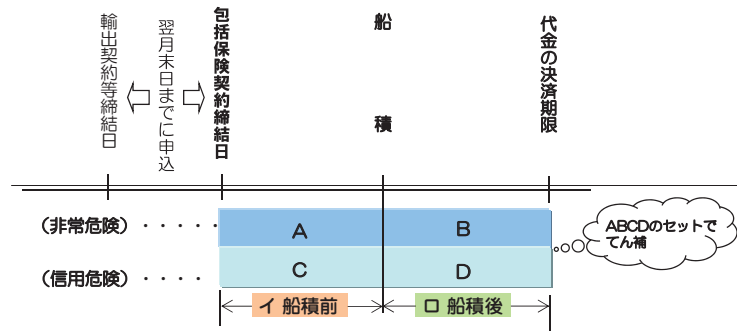 輸出契約等締結日
翌月末日までに申込
包括保険契約締結日
船積
代金の決済期限
(非常危険)・・・・・
A
B
ABCDのセットで
てん補
(信用危険)・・・・
C
D
イ 船積前
ロ 船積後